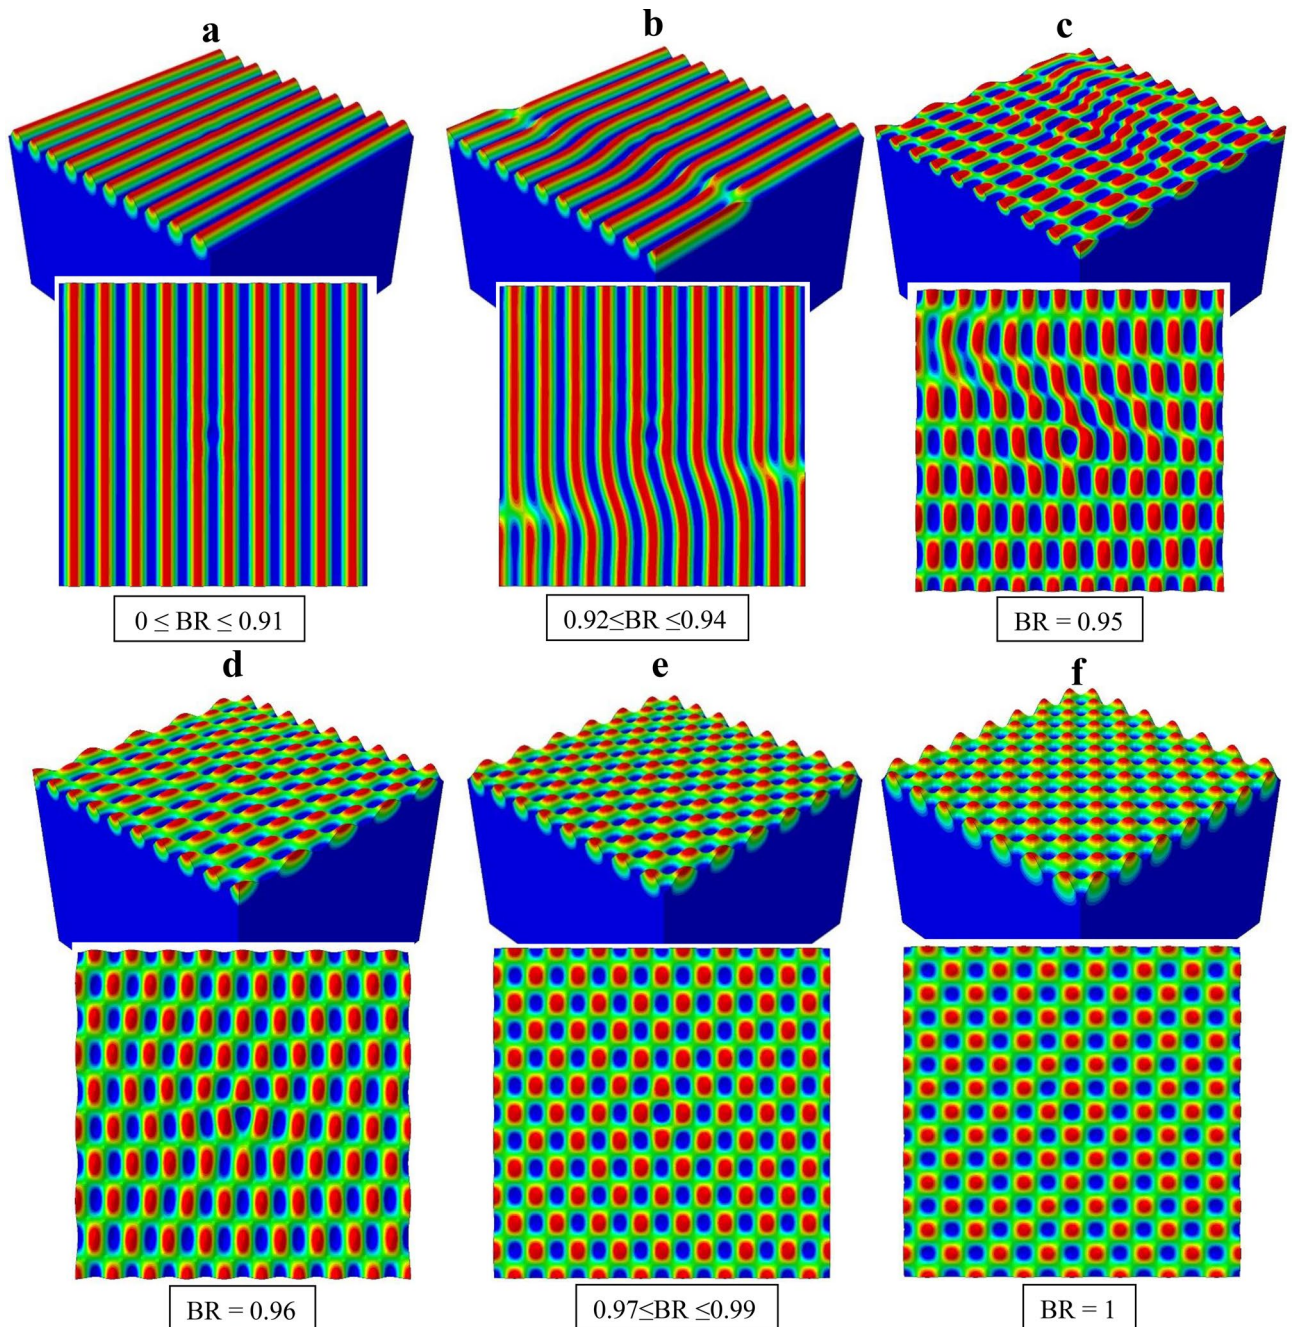 a
b
c
0 ≤ BR ≤ 0.91
0.92≤BR ≤0.94
BR = 0.95
d
e
f
BR = 0.96
0.97≤BR ≤0.99
BR = 1